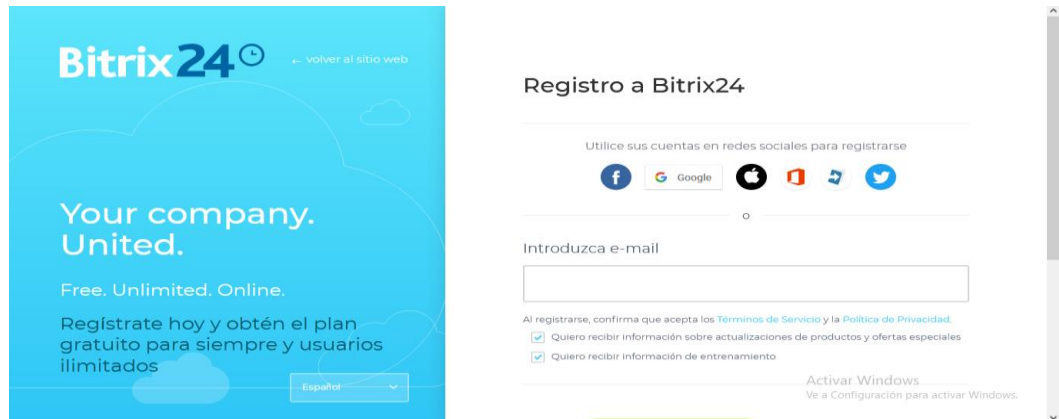 Bitrix24
← volver al sitio web
Your company.
United.
Free. Unlimited. Online.
Regístrate hoy y obtén el plan
gratuito para siempre y usuarios
ilimitados
Español
Registro a Bitrix24
Utilice sus cuentas en redes sociales para registrarse
f
G Google
o
Introduzca e-mail
Al registrarse, confirma que acepta los Términos de Servicio y la Política de Privacidad.
Quiero recibir información sobre actualizaciones de productos y ofertas especiales
Quiero recibir información de entrenamiento
Activar Windows
Ve a Configuración para activar Windows.